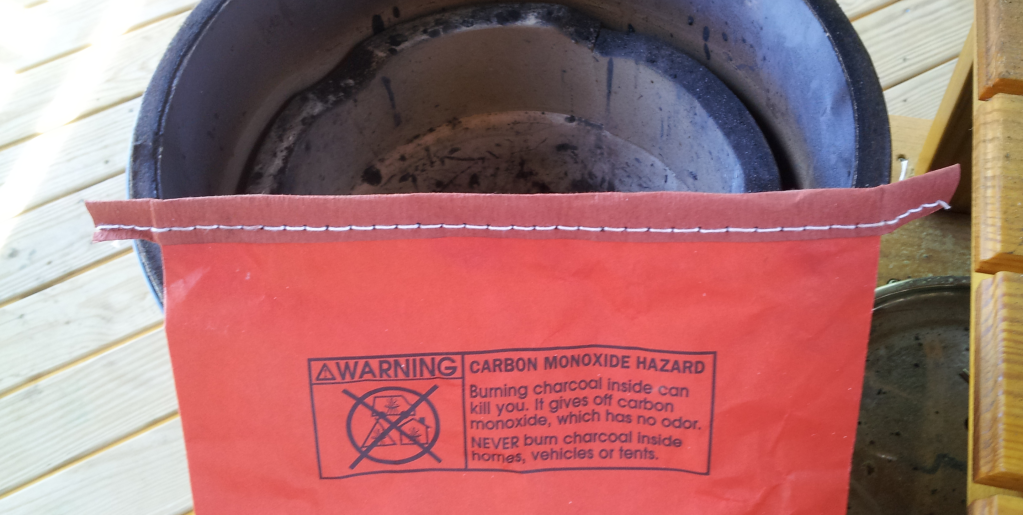 ⚠WARNING
CARBON MONOXIDE HAZARD
Burning charcoal inside can
kill you. It gives off carbon
monoxide, which has no odor.
NEVER burn charcoal inside
homes, vehicles or tents.